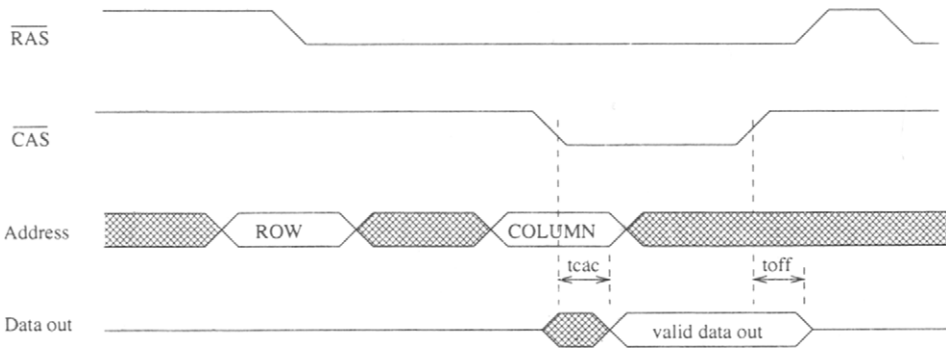 RAS
CAS
Address
ROW
COLUMN
tcac
toff
Data out
valid data out